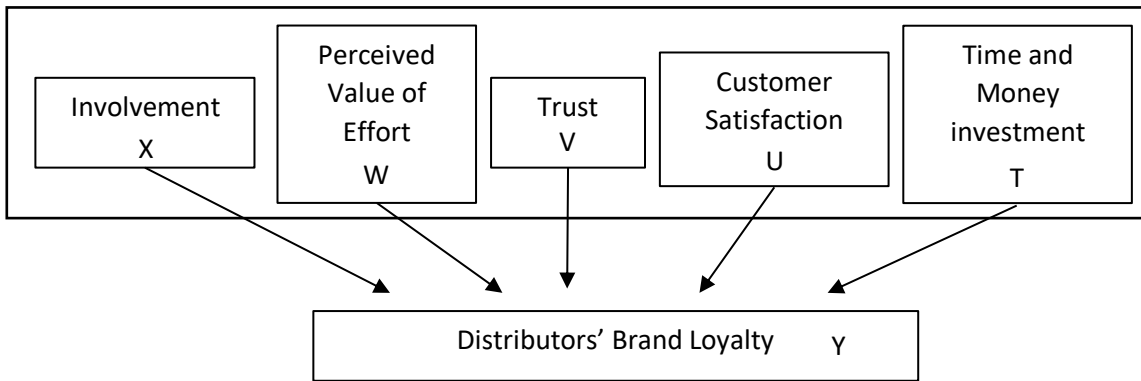 Involvement
X
Perceived
Value of
Effort
W
Trust
V
Customer
Satisfaction
U
Time and
Money
investment
T
Distributors’ Brand Loyalty Y